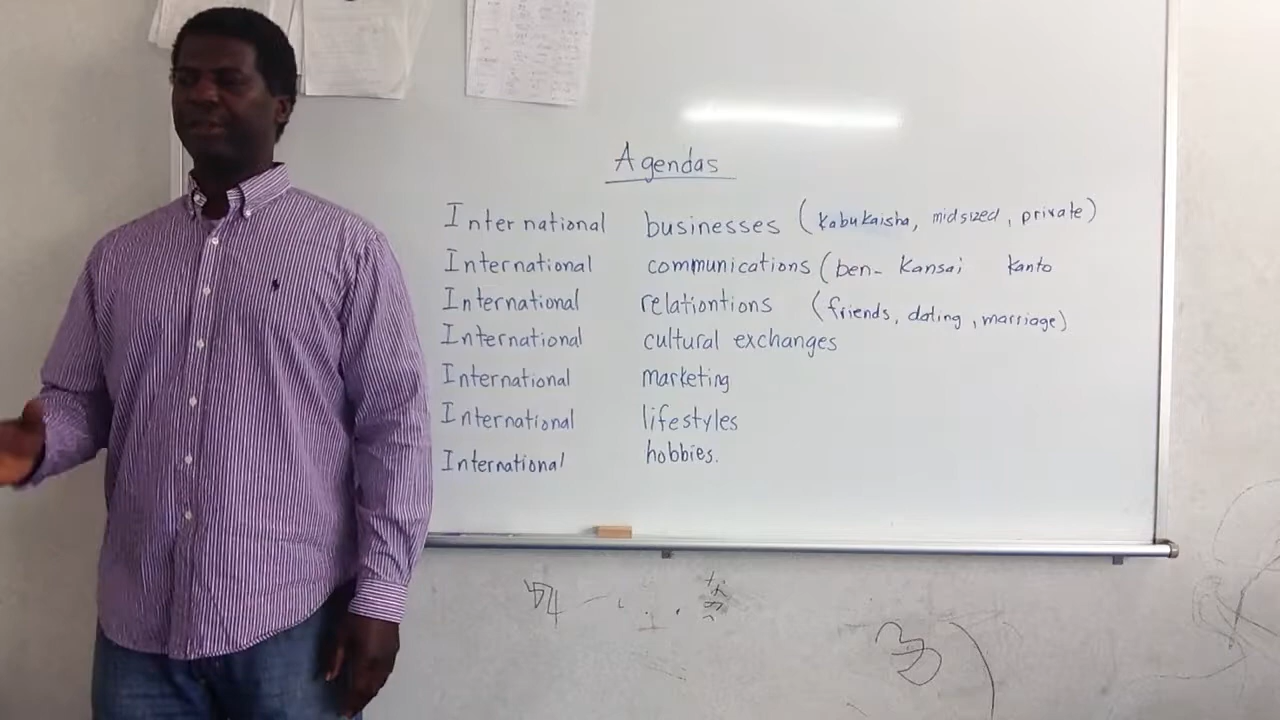 Agendas
International businesses (kabukaisha, midsized, private)
International communications (ben- Kansai Kanto
International relationtions (friends, dating, marriage)
International cultural exchanges
International marketing
International lifestyles
International hobbies.